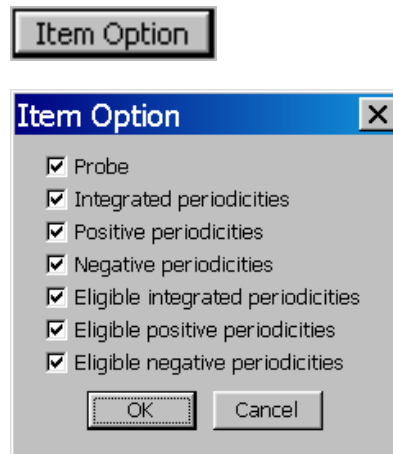 Item Option
Item Option
Probe
Integrated periodicities
Positive periodicities
Negative periodicities
Eligible integrated periodicities
Eligible positive periodicities
Eligible negative periodicities
OK Cancel